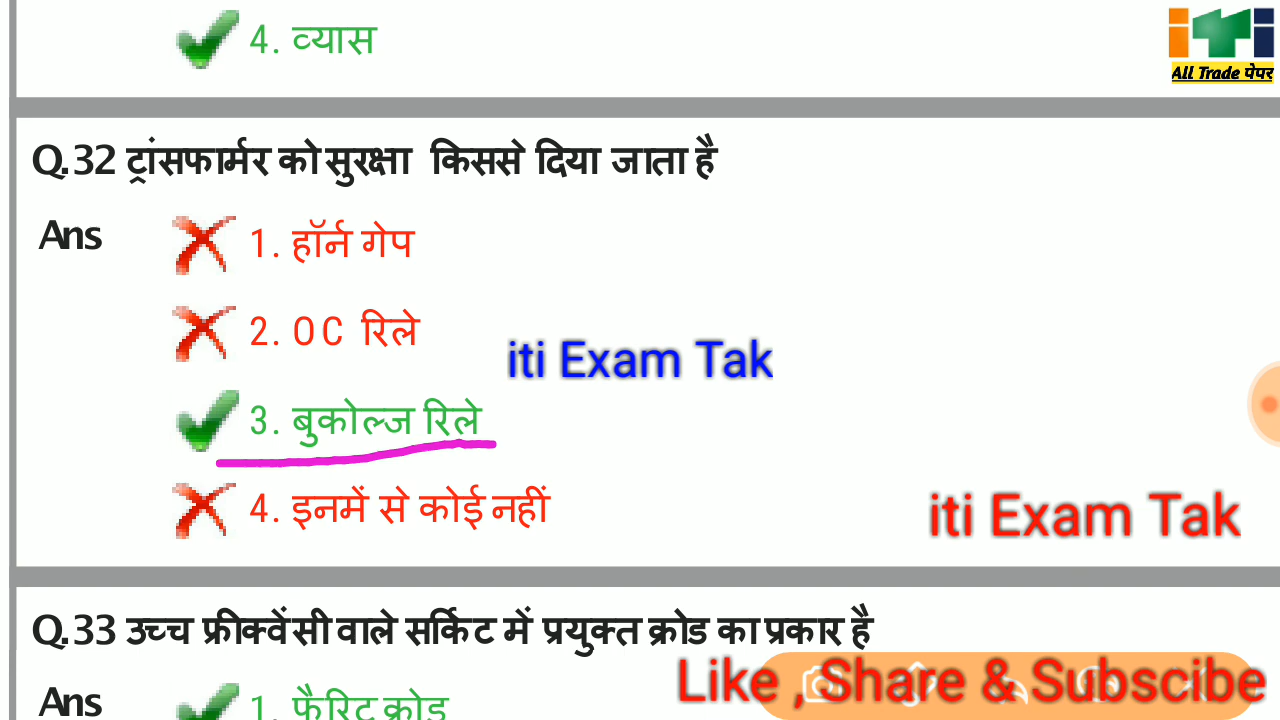 4. व्यास
iti
All Trade पेपर
Q.32 ट्रांसफार्मर को सुरक्षा किससे दिया जाता है
Ans
1. हॉर्न गेप
2. OC रिले
iti Exam Tak
3. बुकोल्ज रिले
4. इनमें से कोई नहीं
iti Exam Tak
Q.33 उच्च फ्रीक्वेंसी वाले सर्किट में प्रयुक्त क्रोड का प्रकार है
Like , Share & Subscibe
Ans
1. फैरिट क्रोड